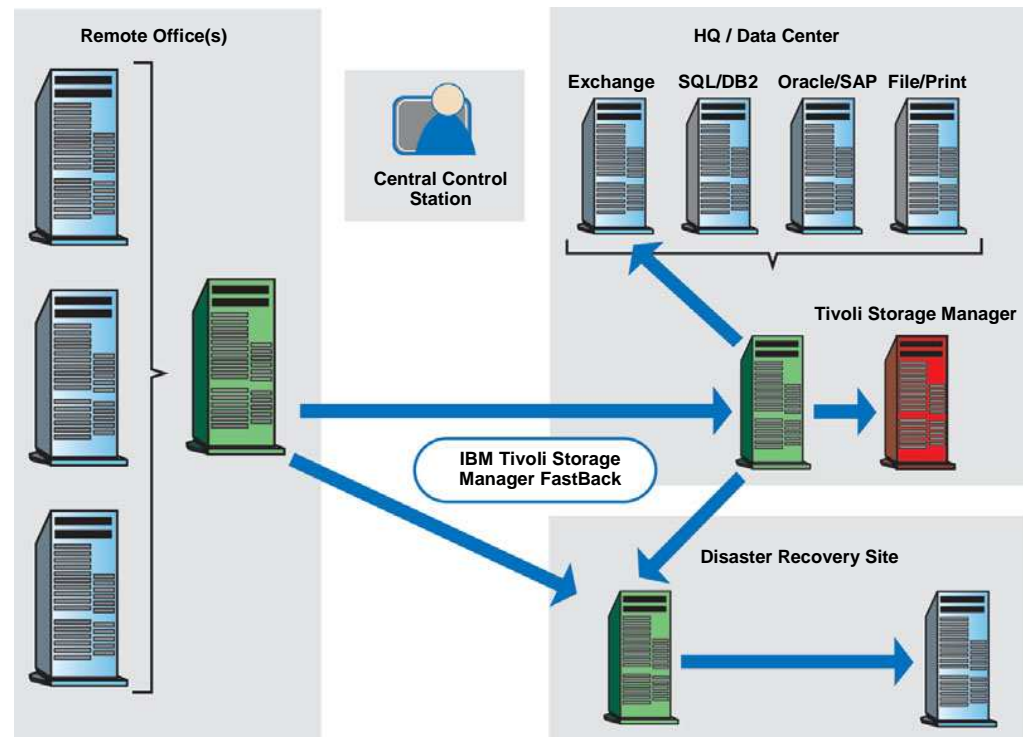 Remote Office(s)
HQ / Data Center
Exchange
SQL/DB2
Oracle/SAP
File/Print
Central Control
Station
Tivoli Storage Manager
IBM Tivoli Storage
Manager FastBack
Disaster Recovery Site